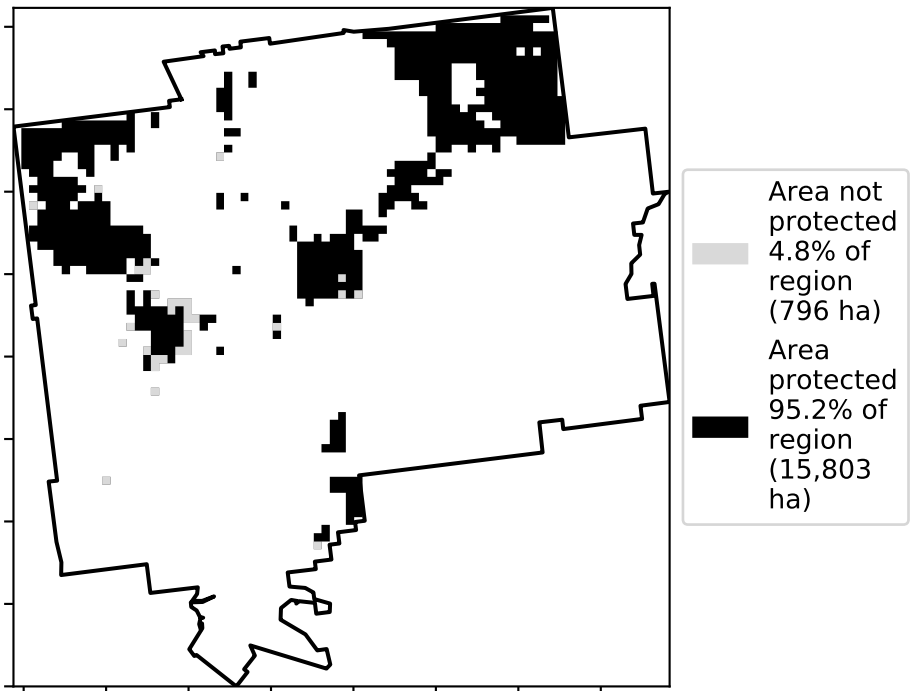 Area not
protected
4.8% of
region
(796 ha)
Area
protected
95.2% of
region
(15,803
ha)